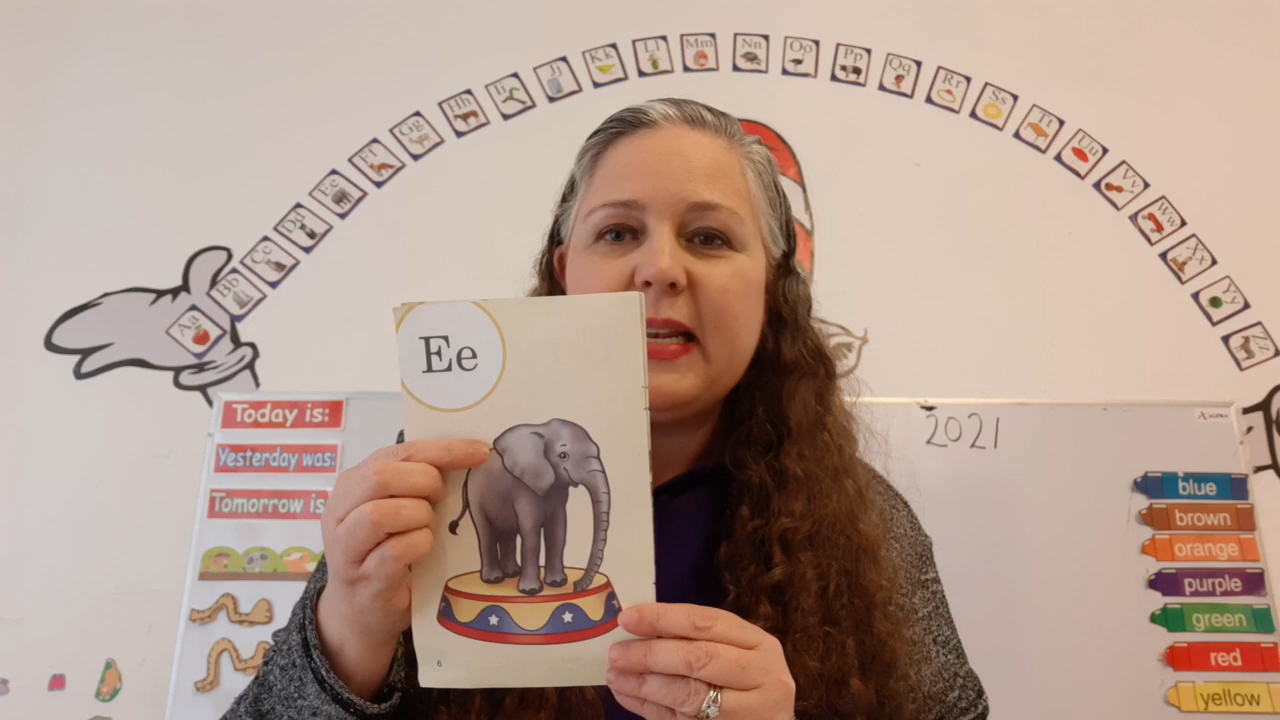 Aa
Bb
Cc
Dd
Ee
Ff
Gg
Hh
Ii
Jj
Kk
Ll
Mm
Nn
Oo
Pp
Qq
Rr
Ss
Tt
Uu
Vv
Ww
Xx
Yy
Zz
Ee
6
Today is:
Yesterday was:
Tomorrow is
2021
blue
brown
orange
purple
green
red
yellow